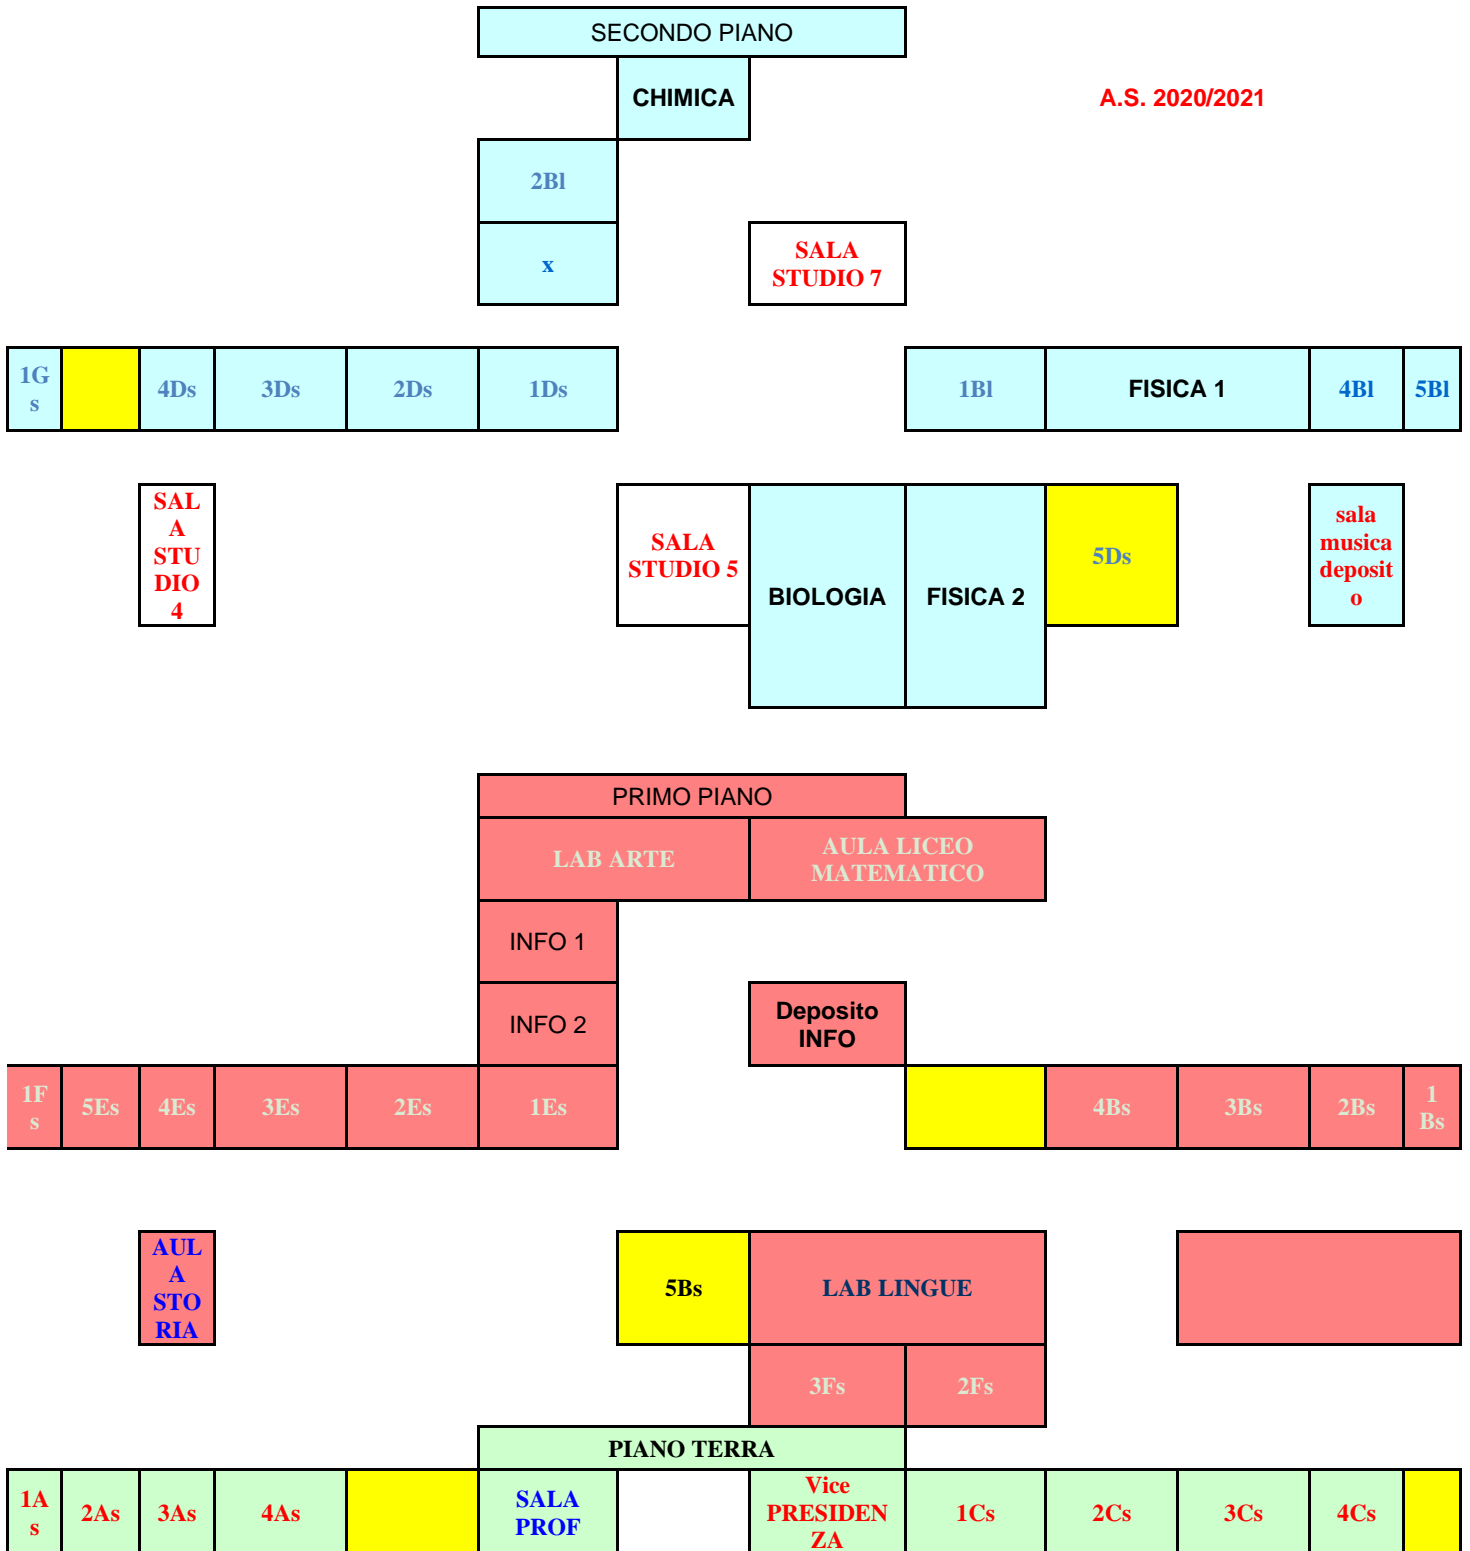 SECONDO PIANO
CHIMICA
A.S. 2020/2021
2Bl
x
SALA
STUDIO 7
1G
s
4Ds
3Ds
2Ds
1Ds
1Bl
FISICA 1
4Bl
5Bl
SAL
A
STU
DIO
4
SALA
STUDIO 5
BIOLOGIA
FISICA 2
5Ds
sala
musica
deposit
o
PRIMO PIANO
LAB ARTE
AULA LICEO
MATEMATICO
INFO 1
INFO 2
Deposito
INFO
1F
s
5Es
4Es
3Es
2Es
1Es
4Bs
3Bs
2Bs
1
Bs
AUL
A
STO
RIA
5Bs
LAB LINGUE
3Fs
2Fs
PIANO TERRA
1A
s
2As
3As
4As
SALA
PROF
Vice
PRESIDEN
ZA
1Cs
2Cs
3Cs
4Cs